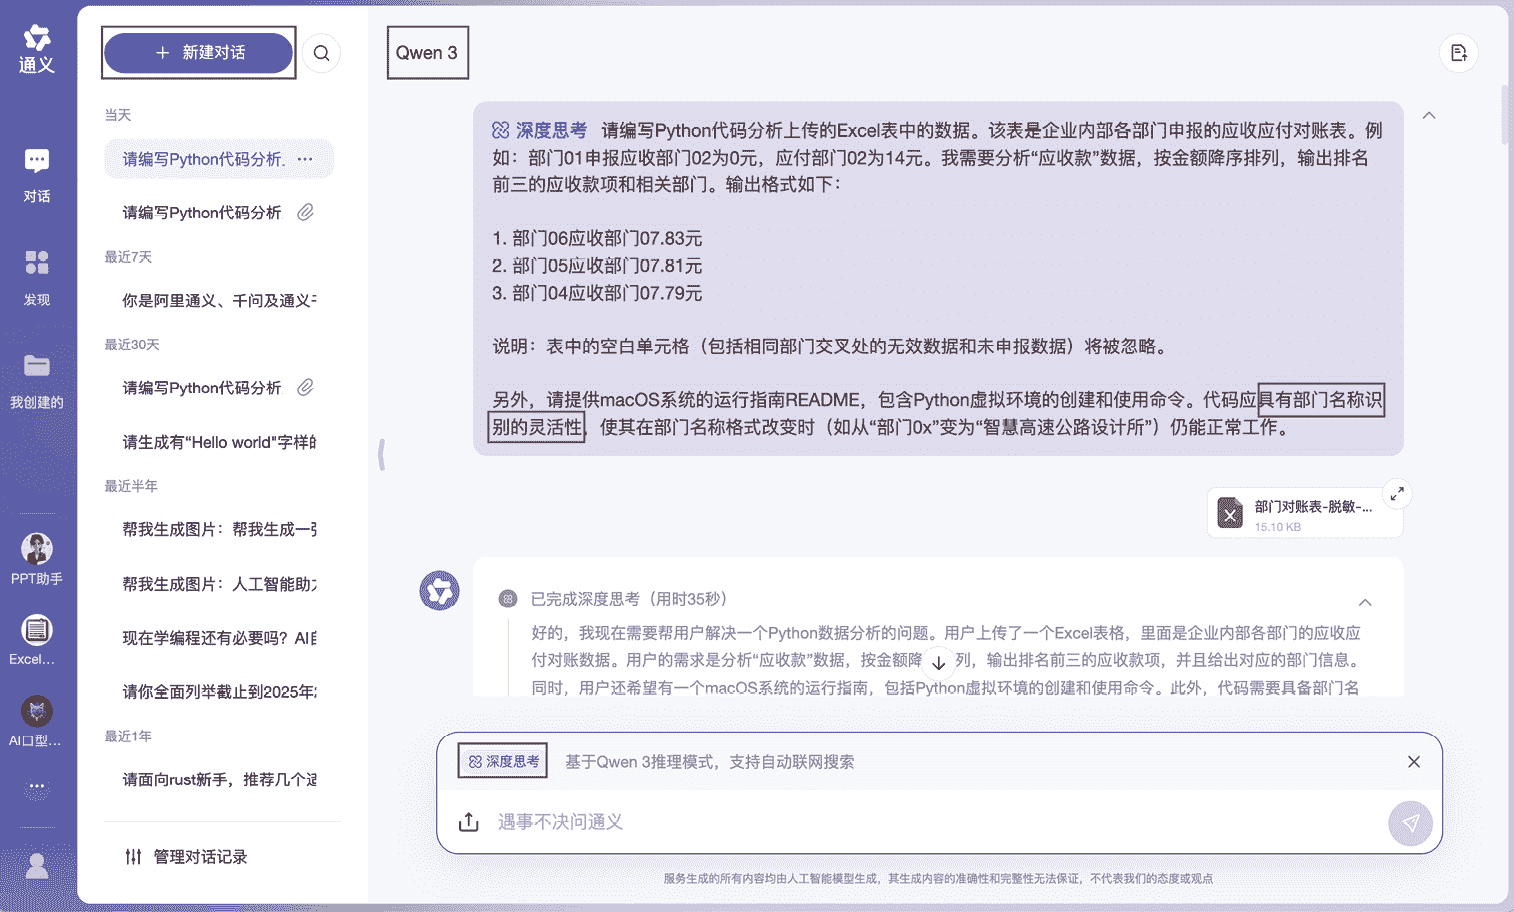 通义
对话
发现
我创建的
PPT助手
Excel...
AI口型...
...
+ 新建对话
当天
请编写Python代码分析. ...
请编写Python代码分析
最近7天
你是阿里通义、千问及通义
最近30天
请编写Python代码分析
请生成有“Hello world"字样的
最近半年
帮我生成图片：帮我生成一张
帮我生成图片：人工智能助力
现在学编程还有必要吗？AI
请你全面列举截止到2025年
最近1年
请面向rust新手，推荐几个
管理对话记录
Qwen 3
深度思考 请编写Python代码分析上传的Excel表中的数据。该表是企业内部各部门申报的应收应付对账表。例
如：部门01申报应收部门02为0元，应付部门02为14元。我需要分析“应收款”数据，按金额降序排列，输出排名
前三的应收款项和相关部门。输出格式如下：
1. 部门06应收部门07.83元
2. 部门05应收部门07.81元
3. 部门04应收部门07.79元
说明：表中的空白单元格（包括相同部门交叉处的无效数据和未申报数据）将被忽略。
另外，请提供macOS系统的运行指南README，包含Python虚拟环境的创建和使用命令。代码应具有部门名称识
别的灵活性，使其在部门名称格式改变时（如从“部门0x”变为“智慧高速公路设计所”）仍能正常工作。
部门对账表-脱敏-...
15.10 KB
已完成深度思考（用时35秒）
好的，我现在需要帮用户解决一个Python数据分析的问题。用户上传了一个Excel表格，里面是企业内部各部门的应收应
付对账数据。用户的需求是分析“应收款”数据，按金额降 列，输出排名前三的应收款项，并且给出对应的部门信息。
同时，用户还希望有一个macOS系统的运行指南，包括Python虚拟环境的创建和使用命令。此外，代码需要具备部门名
深度思考 基于Qwen 3推理模式，支持自动联网搜索
遇事不决问通义
服务生成的所有内容均由人工智能模型生成，其生成内容的准确性和完整性无法保证，不代表我们的态度或观点